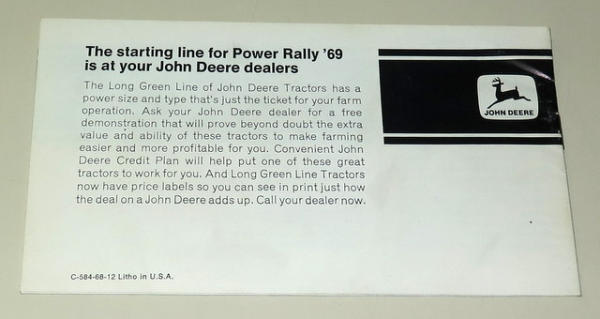 The starting line for Power Rally '69
is at your John Deere dealers
The Long Green Line of John Deere Tractors has a
power size and type that's just the ticket for your farm
operation. Ask your John Deere dealer for a free
demonstration that will prove beyond doubt the extra
value and ability of these tractors to make farming
easier and more profitable for you. Convenient John
Deere Credit Plan will help put one of these great
tractors to work for you. And Long Green Line Tractors
now have price labels so you can see in print just how
the deal on a John Deere adds up. Call your dealer now.
JOHN DEERE
C-584-68-12 Litho in U.S.A.